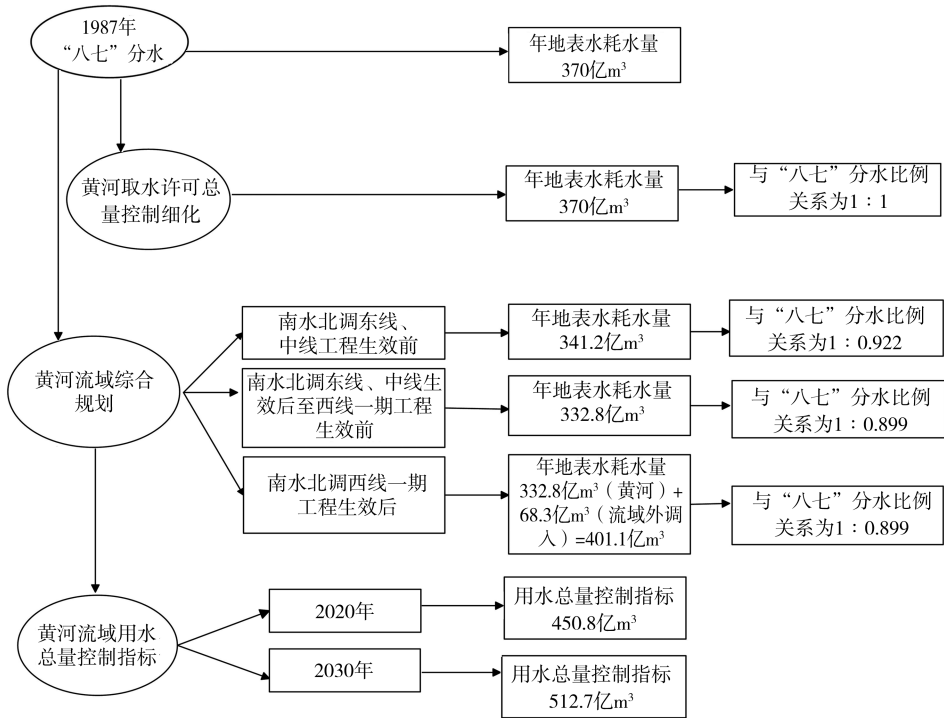 1987年
“八七”分水
年地表水耗水量
370亿m³
黄河取水许可总
量控制细化
年地表水耗水量
370亿m³
与“八七”分水比例
关系为1：1
黄河流域综合
规划
南水北调东线、
中线工程生效前
年地表水耗水量
341.2亿m³
与“八七”分水比例
关系为1：0.922
南水北调东线、中线生
效后至西线一期工程
生效前
年地表水耗水量
332.8亿m³
与“八七”分水比例
关系为1：0.899
南水北调西线一期
工程生效后
年地表水耗水量
332.8亿m³（黄河）+
68.3亿m³（流域外调
入）=401.1亿m³
与“八七”分水比例
关系为1：0.899
黄河流域用水
总量控制指标
2020年
用水总量控制指标
450.8亿m³
2030年
用水总量控制指标
512.7亿m³